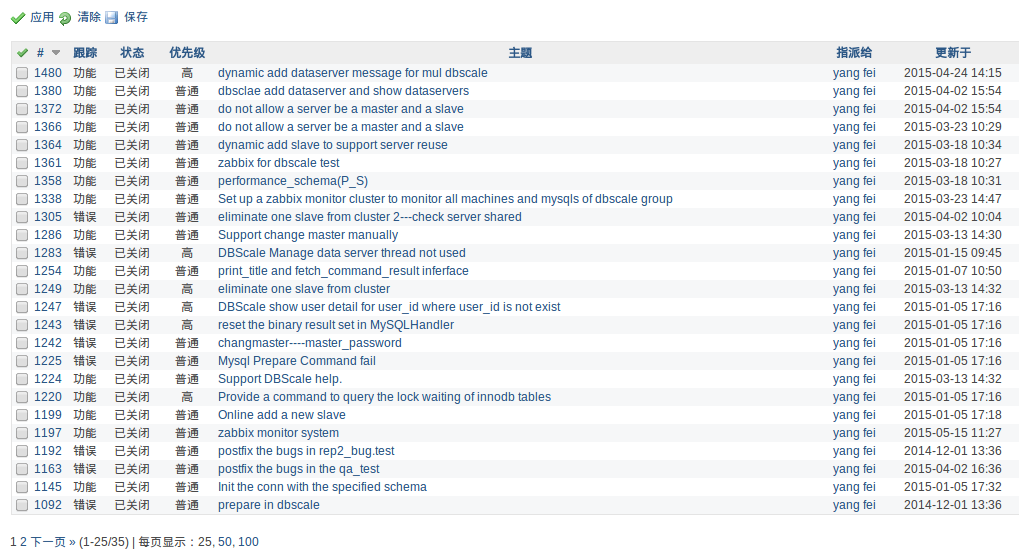 应用 清除 保存
# 跟踪 状态 优先级 主题 指派给 更新于
1480 功能 已关闭 高 dynamic add dataserver message for mul dbscale yang fei 2015-04-24 14:15
1380 功能 已关闭 普通 dbsclae add dataserver and show dataservers yang fei 2015-04-02 15:54
1372 功能 已关闭 普通 do not allow a server be a master and a slave yang fei 2015-04-02 15:54
1366 功能 已关闭 普通 do not allow a server be a master and a slave yang fei 2015-03-23 10:29
1364 功能 已关闭 普通 dynamic add slave to support server reuse yang fei 2015-03-18 10:34
1361 功能 已关闭 普通 zabbix for dbscale test yang fei 2015-03-18 10:27
1358 功能 已关闭 普通 performance_schema(P_S) yang fei 2015-03-18 10:31
1338 功能 已关闭 普通 Set up a zabbix monitor cluster to monitor all machines and mysqls of dbscale group yang fei 2015-03-23 14:47
1305 错误 已关闭 普通 eliminate one slave from cluster 2---check server shared yang fei 2015-04-02 10:04
1286 功能 已关闭 普通 Support change master manually yang fei 2015-03-13 14:30
1283 错误 已关闭 高 DBScale Manage data server thread not used yang fei 2015-01-15 09:45
1254 功能 已关闭 普通 print_title and fetch_command_result inferface yang fei 2015-01-07 10:50
1249 功能 已关闭 高 eliminate one slave from cluster yang fei 2015-03-13 14:32
1247 错误 已关闭 高 DBScale show user detail for user_id where user_id is not exist yang fei 2015-01-05 17:16
1243 错误 已关闭 高 reset the binary result set in MySQLHandler yang fei 2015-01-05 17:16
1242 错误 已关闭 普通 changmaster----master_password yang fei 2015-01-05 17:16
1225 错误 已关闭 普通 Mysql Prepare Command fail yang fei 2015-01-05 17:16
1224 功能 已关闭 普通 Support DBScale help. yang fei 2015-03-13 14:32
1220 功能 已关闭 高 Provide a command to query the lock waiting of innodb tables yang fei 2015-01-05 17:16
1199 功能 已关闭 普通 Online add a new slave yang fei 2015-01-05 17:18
1197 功能 已关闭 普通 zabbix monitor system yang fei 2015-05-15 11:27
1192 错误 已关闭 普通 postfix the bugs in rep2_bug.test yang fei 2014-12-01 13:36
1163 错误 已关闭 普通 postfix the bugs in the qa_test yang fei 2015-04-02 16:36
1145 功能 已关闭 普通 Init the conn with the specified schema yang fei 2015-01-05 17:32
1092 错误 已关闭 普通 prepare in dbscale yang fei 2014-12-01 13:36
1 2 下一页 » (1-25/35) | 每页显示：25, 50, 100